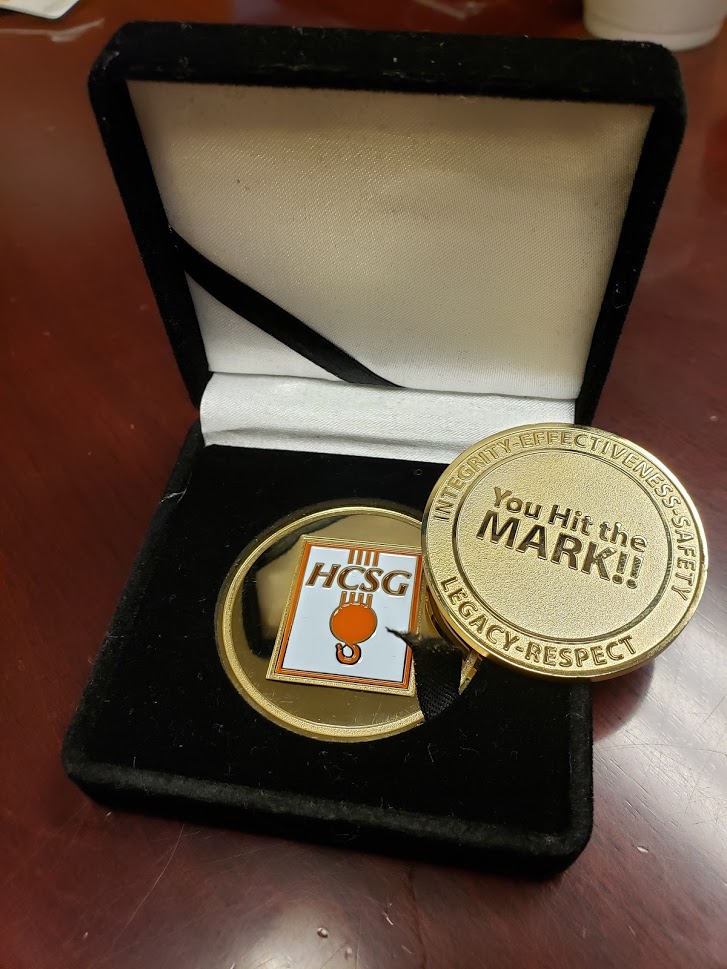 HCSG
INTEGRITY-EFFECTIVENESS-SAFETY
You Hit the
MARK!!
LEGACY-RESPECT